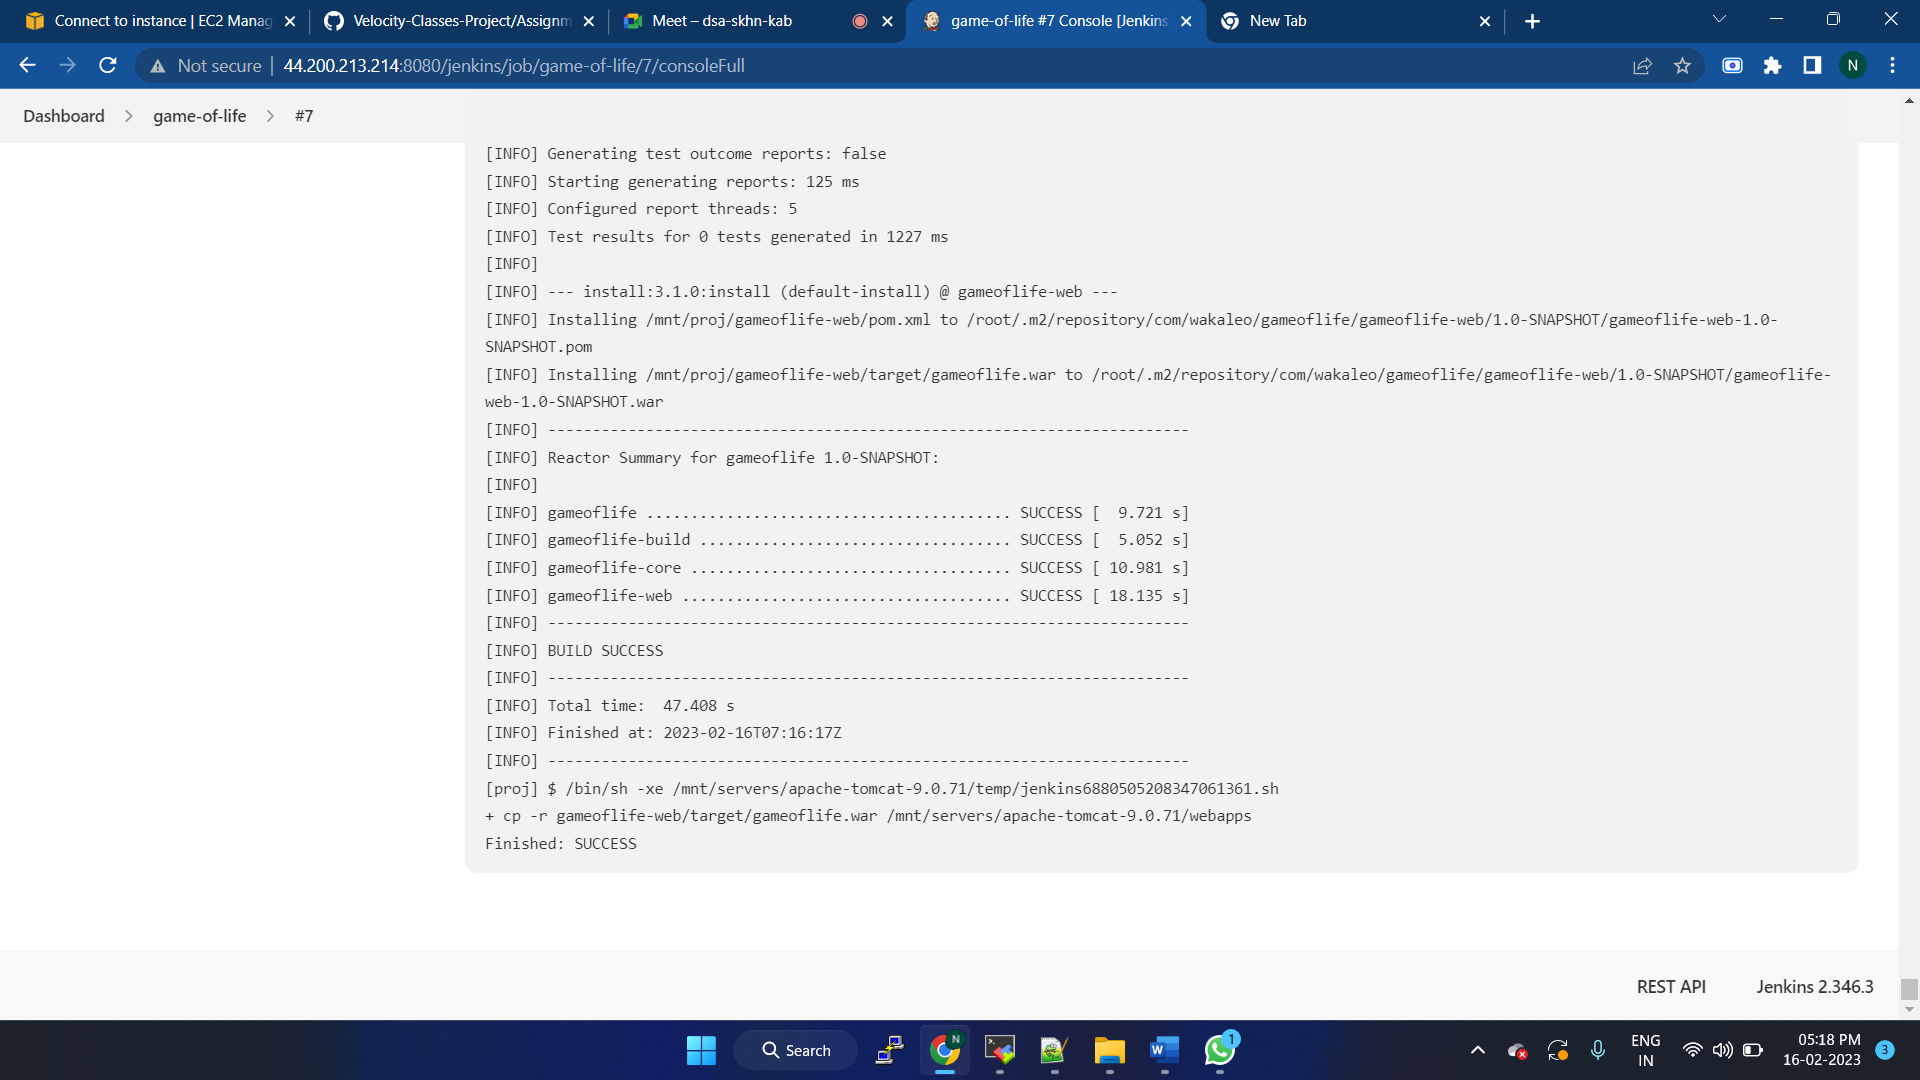 Connect to instance | EC2 Manag
Velocity-Classes-Project/Assignm
Meet – dsa-skhn-kab
game-of-life #7 Console [Jenkins
New Tab
Not secure
44.200.213.214:8080/jenkins/job/game-of-life/7/consoleFull
N
Dashboard
game-of-life
#7
[INFO] Generating test outcome reports: false
[INFO] Starting generating reports: 125 ms
[INFO] Configured report threads: 5
[INFO] Test results for 0 tests generated in 1227 ms
[INFO]
[INFO] --- install:3.1.0:install (default-install) @ gameoflife-web ---
[INFO] Installing /mnt/proj/gameoflife-web/pom.xml to /root/.m2/repository/com/wakaleo/gameoflife/gameoflife-web/1.0-SNAPSHOT/gameoflife-web-1.0-
SNAPSHOT.pom
[INFO] Installing /mnt/proj/gameoflife-web/target/gameoflife.war to /root/.m2/repository/com/wakaleo/gameoflife/gameoflife-web/1.0-SNAPSHOT/gameoflife-
web-1.0-SNAPSHOT.war
[INFO] ------------------------------------------------------------------------
[INFO] Reactor Summary for gameoflife 1.0-SNAPSHOT:
[INFO]
[INFO] gameoflife ......................................... SUCCESS [  9.721 s]
[INFO] gameoflife-build ................................... SUCCESS [  5.052 s]
[INFO] gameoflife-core .................................... SUCCESS [ 10.981 s]
[INFO] gameoflife-web ..................................... SUCCESS [ 18.135 s]
[INFO] ------------------------------------------------------------------------
[INFO] BUILD SUCCESS
[INFO] ------------------------------------------------------------------------
[INFO] Total time:  47.408 s
[INFO] Finished at: 2023-02-16T07:16:17Z
[INFO] ------------------------------------------------------------------------
[proj] $ /bin/sh -xe /mnt/servers/apache-tomcat-9.0.71/temp/jenkins6880505208347061361.sh
+ cp -r gameoflife-web/target/gameoflife.war /mnt/servers/apache-tomcat-9.0.71/webapps
Finished: SUCCESS
REST API
Jenkins 2.346.3
Search
N
W
1
ENG
IN
05:18 PM
16-02-2023
3